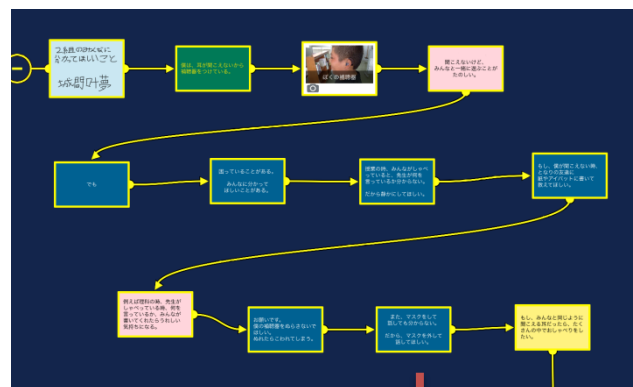 2年生のみんなに
分かってほしいこと
城間叶夢
僕は、耳が聞こえないから
補聴器をつけている。
ぼくの補聴器
聞こえないけど、
みんなと一緒に遊ぶことが
たのしい。
でも
困っていることがある。
みんなに分かって
ほしいことがある。
授業の時、みんながしゃべ
っていると、先生が何を
言っているか分からない。
だから静かにしてほしい。
もし、僕が聞こえない時、
となりの友達に
紙やアイパットに書いて
教えてほしい。
例えば理科の時、先生が
しゃべっている時、何を
言っているか、みんなが
書いてくれたらうれしい
気持ちになる。
お願いです。
僕の補聴器をぬらさないで
ほしい。
ぬれたらこわれてしまう。
また、マスクをして
話しても分からない。
だから、マスクを外して
話してほしい。
もし、みんなと同じように
聞こえる耳だったら、たく
さんの中でおしゃべりをし
たい。